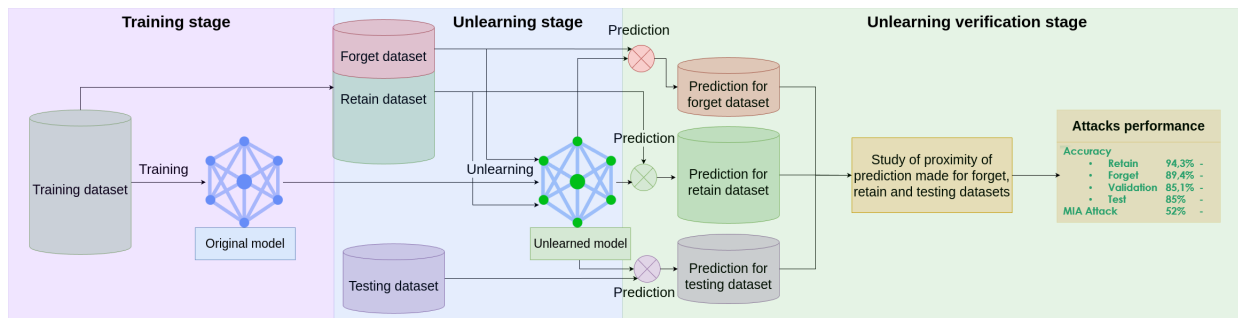 Training stage
Unlearning stage
Unlearning verification stage
Prediction
Forget dataset
Retain dataset
Prediction for
forget dataset
Training dataset
Training
Original model
Unlearning
Unlearned model
Prediction
Prediction for
retain dataset
Testing dataset
Prediction
Prediction for
testing dataset
Study of proximity of
prediction made for forget,
retain and testing datasets
Attacks performance
Accuracy
• Retain 94,3% -
• Forget 89,4% -
• Validation 85,1% -
• Test 85% -
MIA Attack 52% -